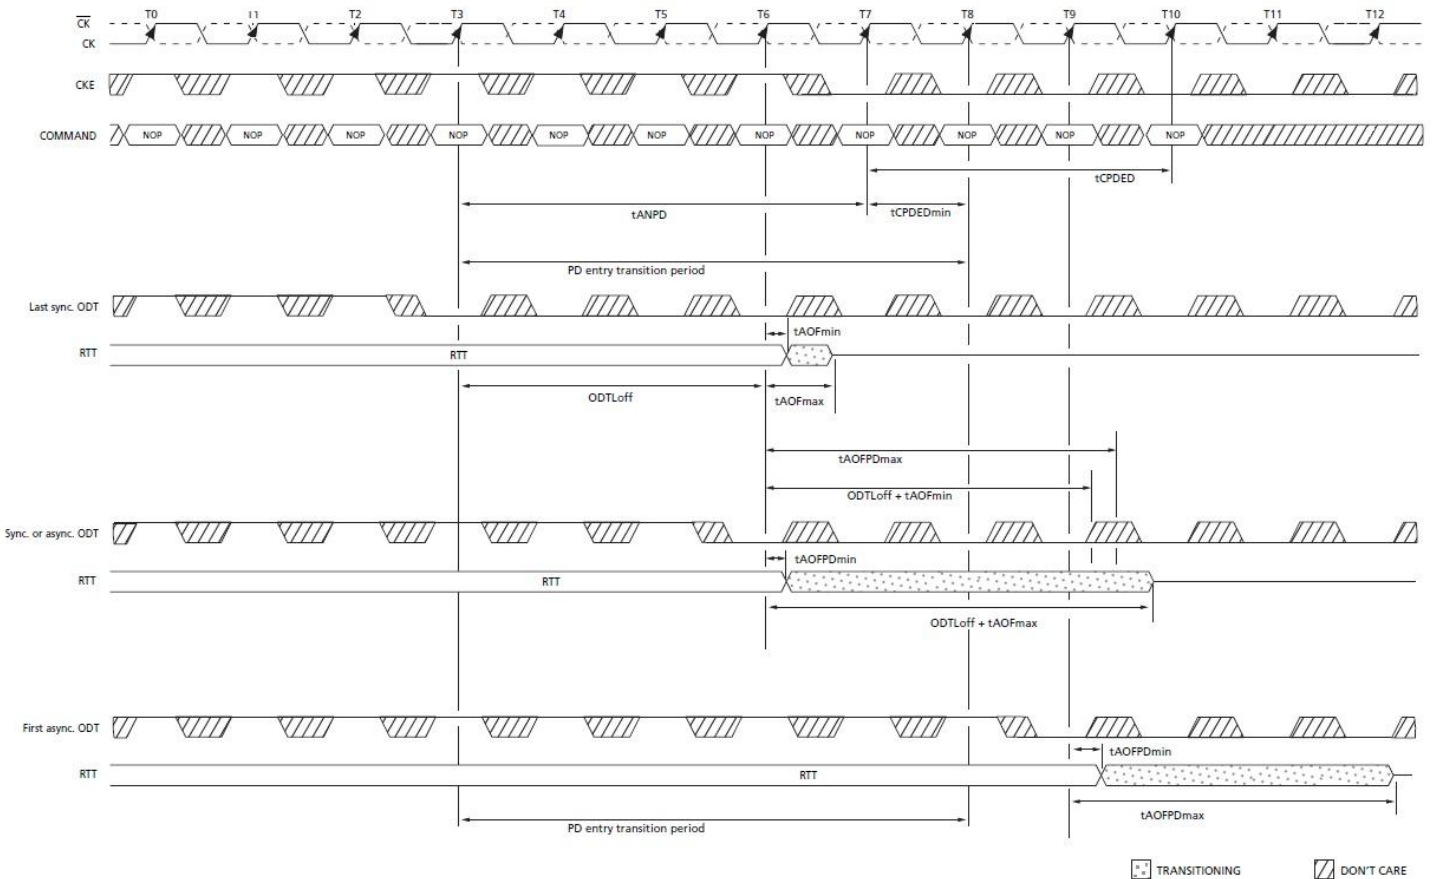 T0 T1 T2 T3 T4 T5 T6 T7 T8 T9 T10 T11 T12
CK
CK
CKE
COMMAND NOP NOP NOP NOP NOP NOP NOP NOP NOP NOP NOP
tCPDED
tANPD tCPDEDmin
PD entry transition period
Last sync. ODT
tAOFmin
RTT RTT
ODTLoff tAOFmax
tAOFPDmax
ODTLoff + tAOFmin
Sync. or async. ODT
tAOFPDmin
RTT RTT
ODTLoff + tAOFmax
First async. ODT
tAOFPDmin
RTT RTT
tAOFPDmax
PD entry transition period
TRANSITIONING DON'T CARE